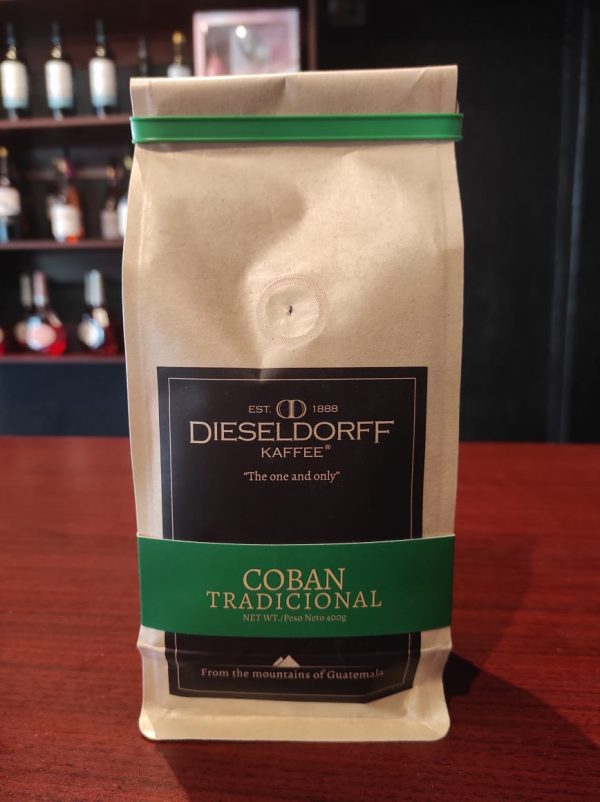 EST. 1888
DIESELDORFF
KAFFEE®
"The one and only"
COBAN
TRADICIONAL
NET WT./Peso Neto 400g
From the mountains of Guatemala